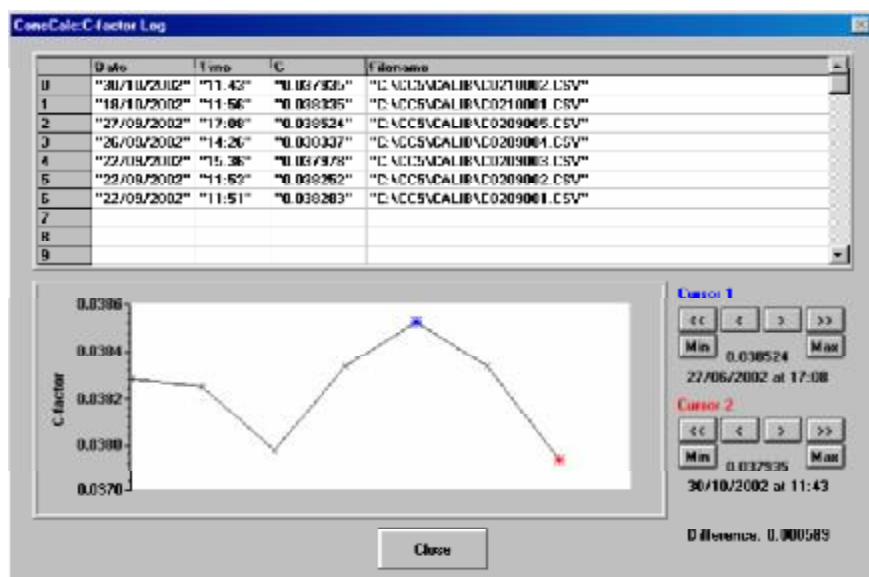 ConeCalc:C-factor Log
Date Time C Filename
0 "30/10/2002" "11:43" "0.037935" "C:\CC5\CALIB\C0210002.CSV"
1 "18/10/2002" "11:56" "0.038335" "C:\CC5\CALIB\C0210001.CSV"
2 "27/09/2002" "17:08" "0.038524" "C:\CC5\CALIB\C0209005.CSV"
3 "26/09/2002" "14:26" "0.038337" "C:\CC5\CALIB\C0209004.CSV"
4 "22/09/2002" "15:36" "0.037978" "C:\CC5\CALIB\C0209003.CSV"
5 "22/09/2002" "11:53" "0.038252" "C:\CC5\CALIB\C0209002.CSV"
6 "22/09/2002" "11:51" "0.038283" "C:\CC5\CALIB\C0209001.CSV"
7
8
9
C-factor
0.0386
0.0384
0.0382
0.0380
0.0378
Cursor 1
<< < > >>
Min 0.038524 Max
27/06/2002 at 17:08
Cursor 2
<< < > >>
Min 0.037935 Max
30/10/2002 at 11:43
Difference: 0.000589
Close